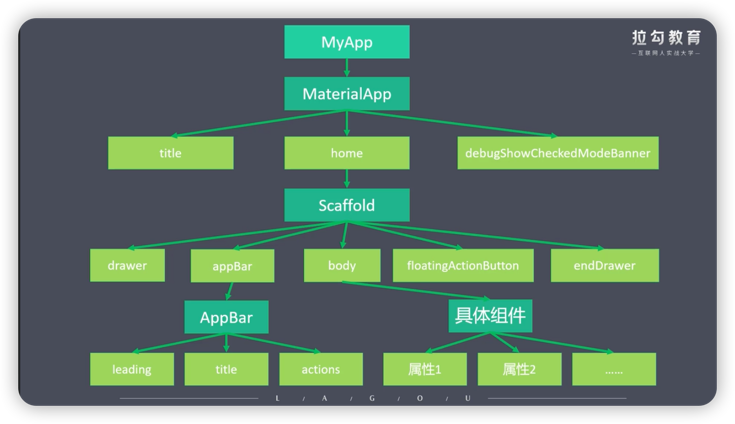 MyApp
拉勾教育
—互联网人实战大学—
MaterialApp
title
home
debugShowCheckedModeBanner
Scaffold
drawer
appBar
body
floatingActionButton
endDrawer
AppBar
具体组件
leading
title
actions
属性1
属性2
……
L / A / G / O / U